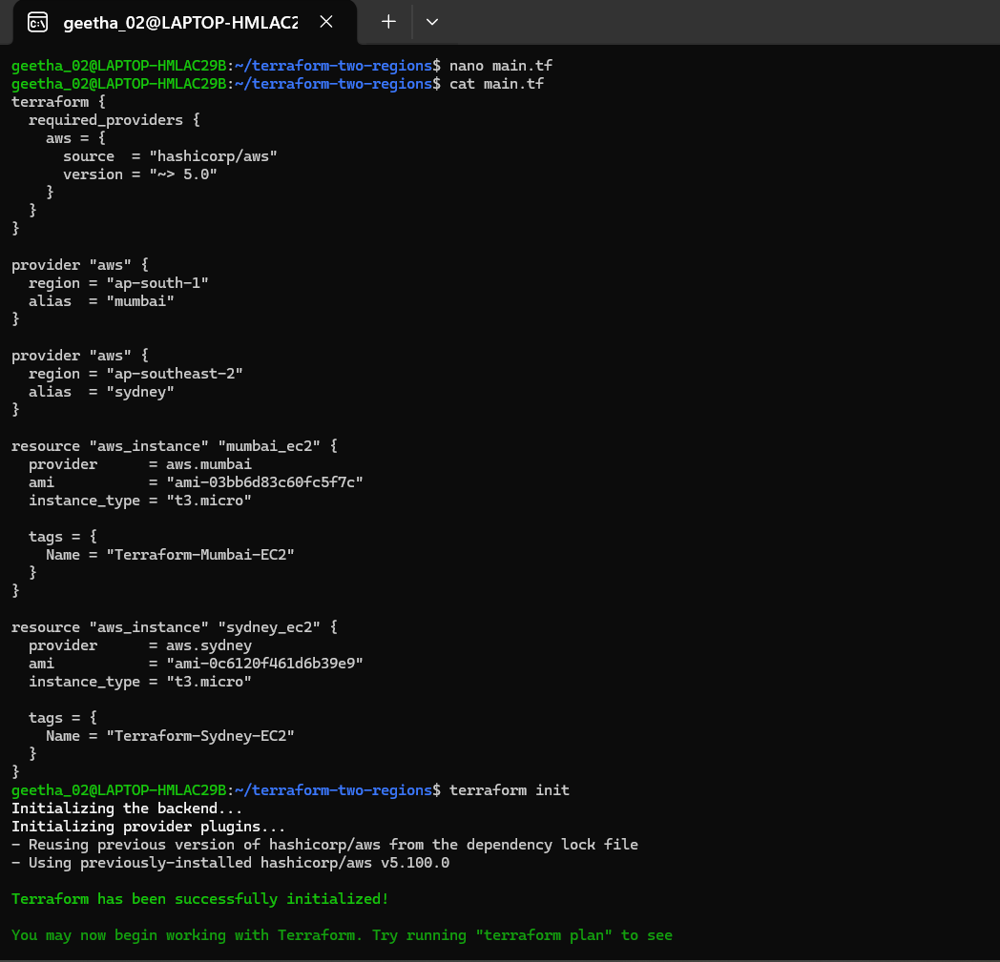 geetha_02@LAPTOP-HMLAC2
geetha_02@LAPTOP-HMLAC29B:~/terraform-two-regions$ nano main.tf
geetha_02@LAPTOP-HMLAC29B:~/terraform-two-regions$ cat main.tf
terraform {
  required_providers {
    aws = {
      source  = "hashicorp/aws"
      version = "~> 5.0"
    }
  }
}

provider "aws" {
  region = "ap-south-1"
  alias  = "mumbai"
}

provider "aws" {
  region = "ap-southeast-2"
  alias  = "sydney"
}

resource "aws_instance" "mumbai_ec2" {
  provider      = aws.mumbai
  ami           = "ami-03bb6d83c60fc5f7c"
  instance_type = "t3.micro"

  tags = {
    Name = "Terraform-Mumbai-EC2"
  }
}

resource "aws_instance" "sydney_ec2" {
  provider      = aws.sydney
  ami           = "ami-0c6120f461d6b39e9"
  instance_type = "t3.micro"

  tags = {
    Name = "Terraform-Sydney-EC2"
  }
}
geetha_02@LAPTOP-HMLAC29B:~/terraform-two-regions$ terraform init
Initializing the backend...
Initializing provider plugins...
- Reusing previous version of hashicorp/aws from the dependency lock file
- Using previously-installed hashicorp/aws v5.100.0

Terraform has been successfully initialized!

You may now begin working with Terraform. Try running "terraform plan" to see